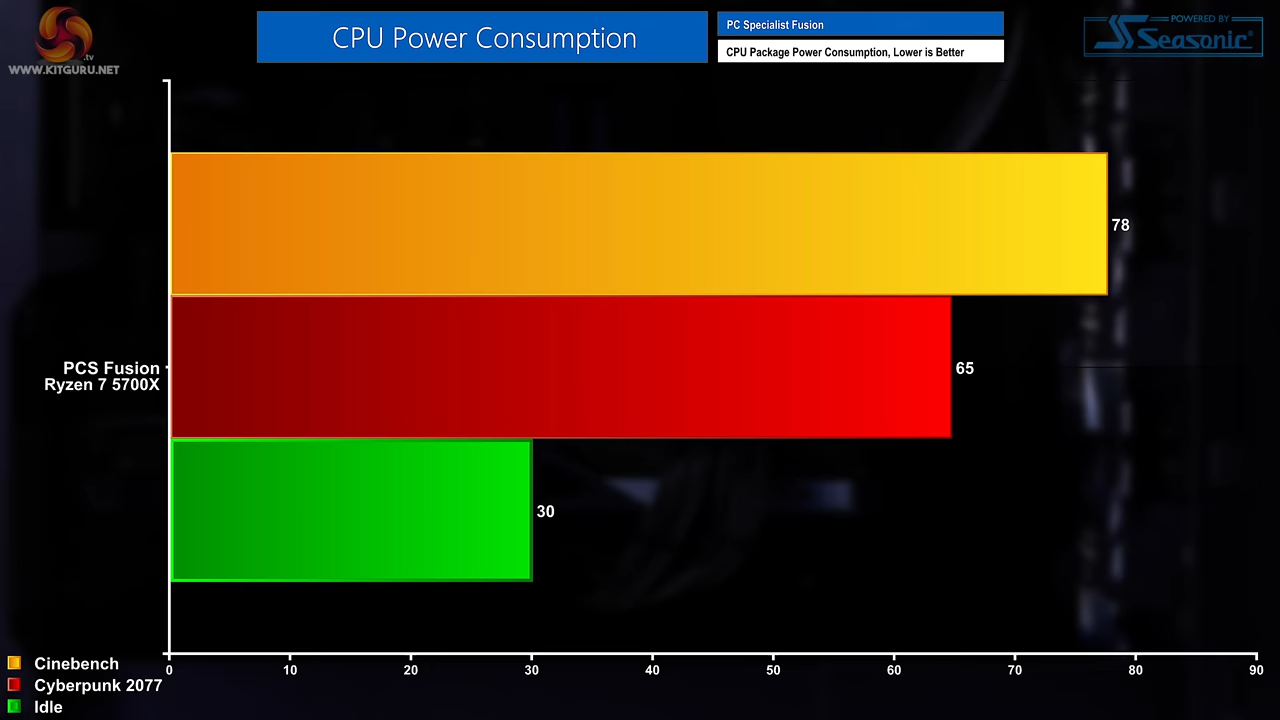 .tv
WWW.KITGURU.NET
CPU Power Consumption
PC Specialist Fusion
CPU Package Power Consumption, Lower is Better
POWERED BY
Seasonic®
78
PCS Fusion
Ryzen 7 5700X
65
30
0 10 20 30 40 50 60 70 80 90
Cinebench
Cyberpunk 2077
Idle